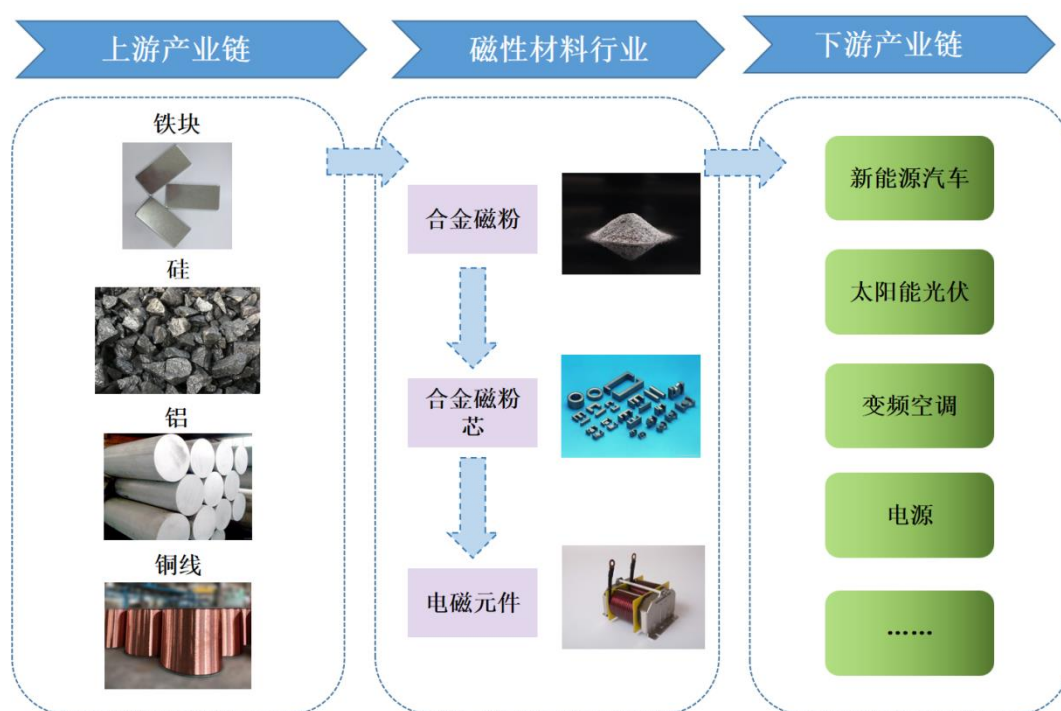 上游产业链
磁性材料行业
下游产业链
铁块
硅
铝
铜线
合金磁粉
合金磁粉
芯
电磁元件
新能源汽车
太阳能光伏
变频空调
电源
……